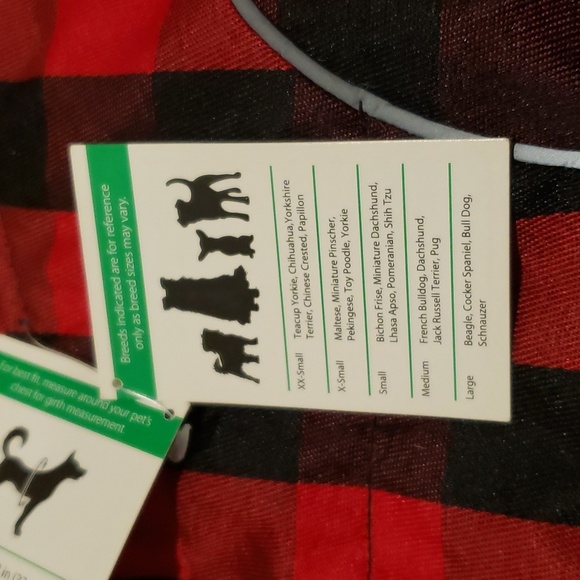 Breeds indicated are for reference
only as breed sizes may vary.
XX-Small Teacup Yorkie, Chihuahua,Yorkshire
Terrier, Chinese Crested, Papillon
X-Small Maltese, Miniature Pinscher,
Pekingese, Toy Poodle, Yorkie
Small Bichon Frise, Miniature Dachshund,
Lhasa Apso, Pomeranian, Shih Tzu
Medium French Bulldog, Dachshund,
Jack Russell Terrier, Pug
Large Beagle, Cocker Spaniel, Bull Dog,
Schnauzer
For best fit, measure around your pet's
chest for girth measurement